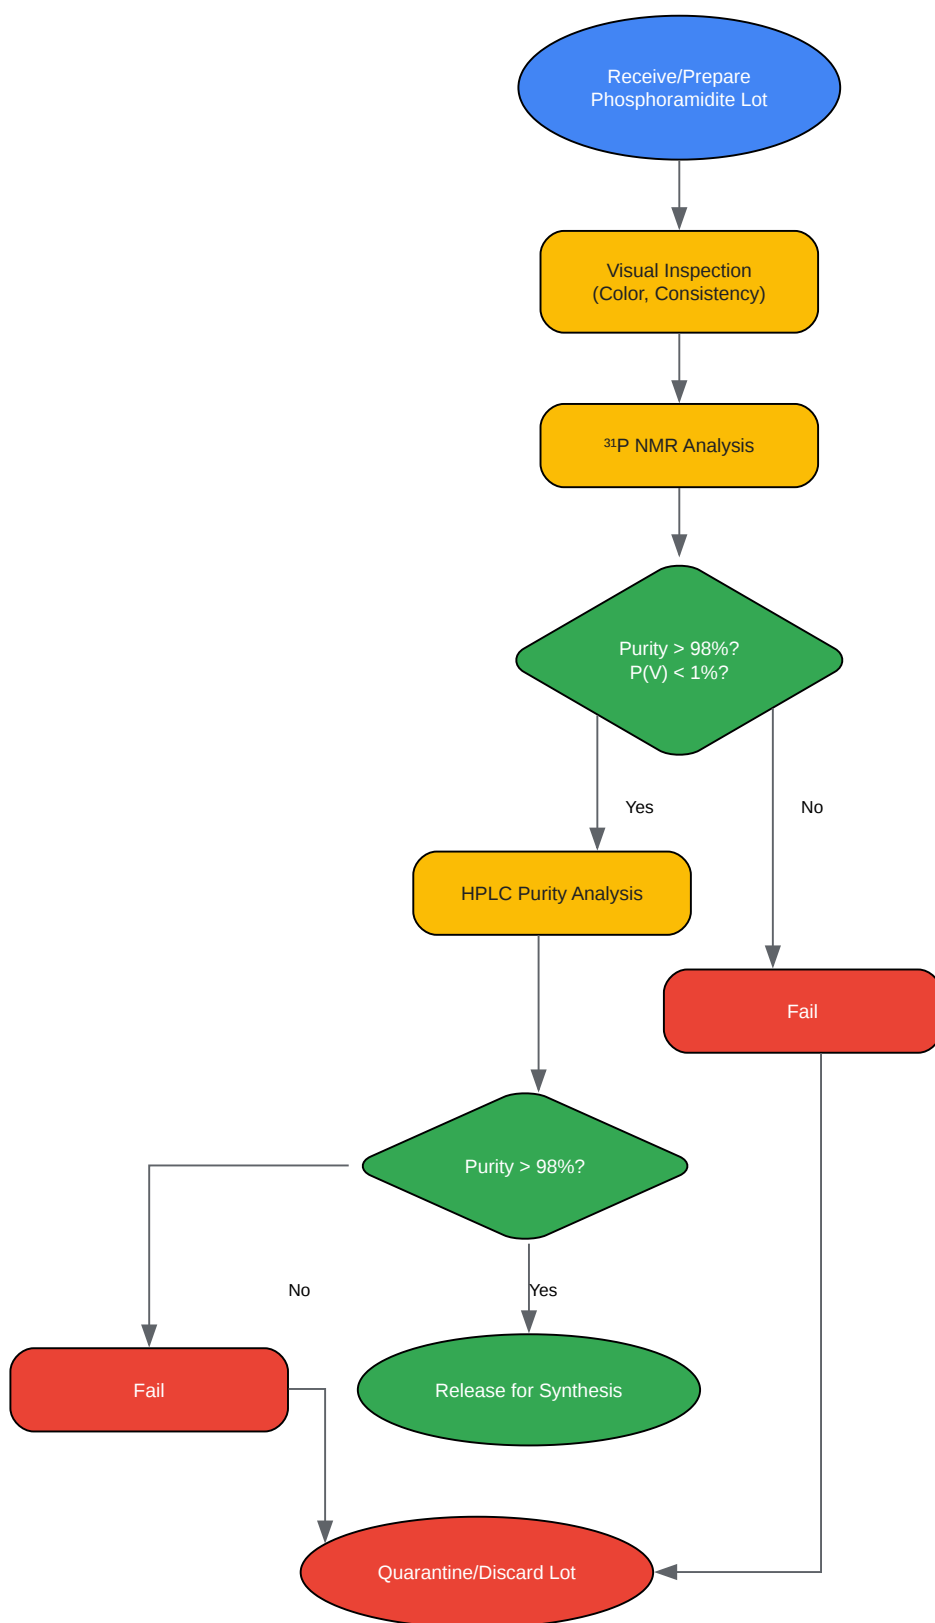 Receive/Prepare
Phosphoramidite Lot
Visual Inspection
(Color, Consistency)
³¹P NMR Analysis
Purity > 98%?
P(V) < 1%?
Yes
No
HPLC Purity Analysis
Fail
Purity > 98%?
No
Yes
Fail
Release for Synthesis
Quarantine/Discard Lot